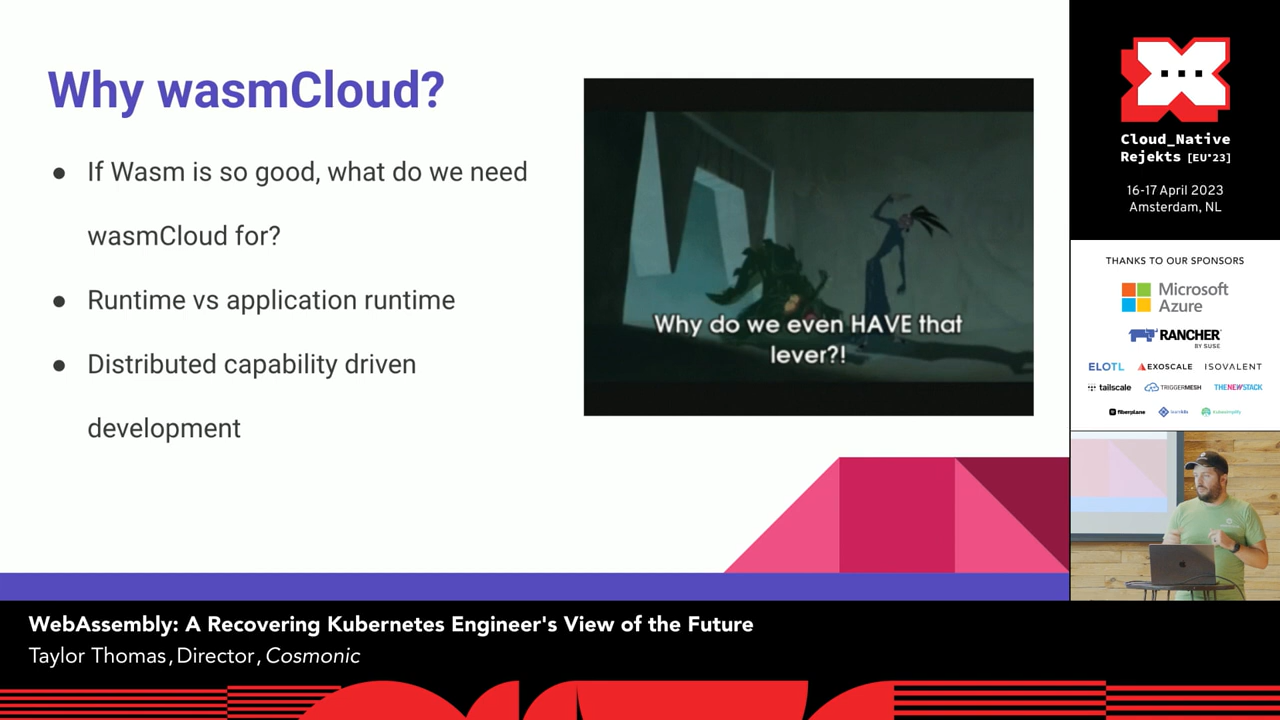 Why wasmCloud?
● If Wasm is so good, what do we need
wasmCloud for?
● Runtime vs application runtime
● Distributed capability driven
development
Why do we even HAVE that
lever?!
Cloud_Native
Rejekts [EU'23]
16-17 April 2023
Amsterdam, NL
THANKS TO OUR SPONSORS
Microsoft
Azure
RANCHER
BY SUSE
ELOTL EXOSCALE ISOVALENT
tailscale TRIGGERMESH THENEWSTACK
fiberplane learnk8s kubesimplify
WebAssembly: A Recovering Kubernetes Engineer's View of the Future
Taylor Thomas, Director, Cosmonic